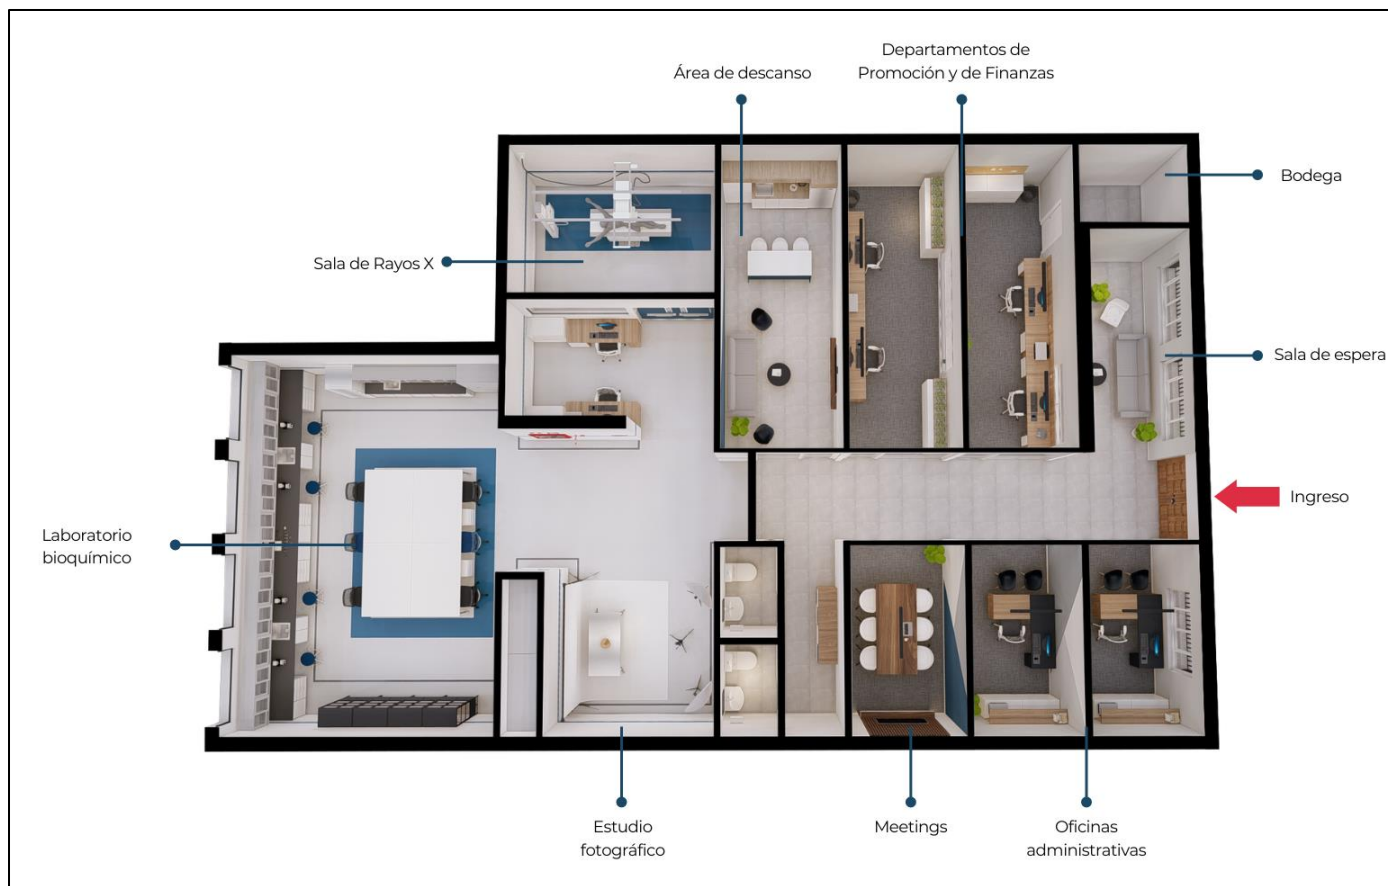 Departamentos de
Promoción y de Finanzas
Área de descanso
Bodega
Sala de Rayos X
Sala de espera
Ingreso
Laboratorio
bioquímico
Estudio
fotográfico
Meetings
Oficinas
administrativas